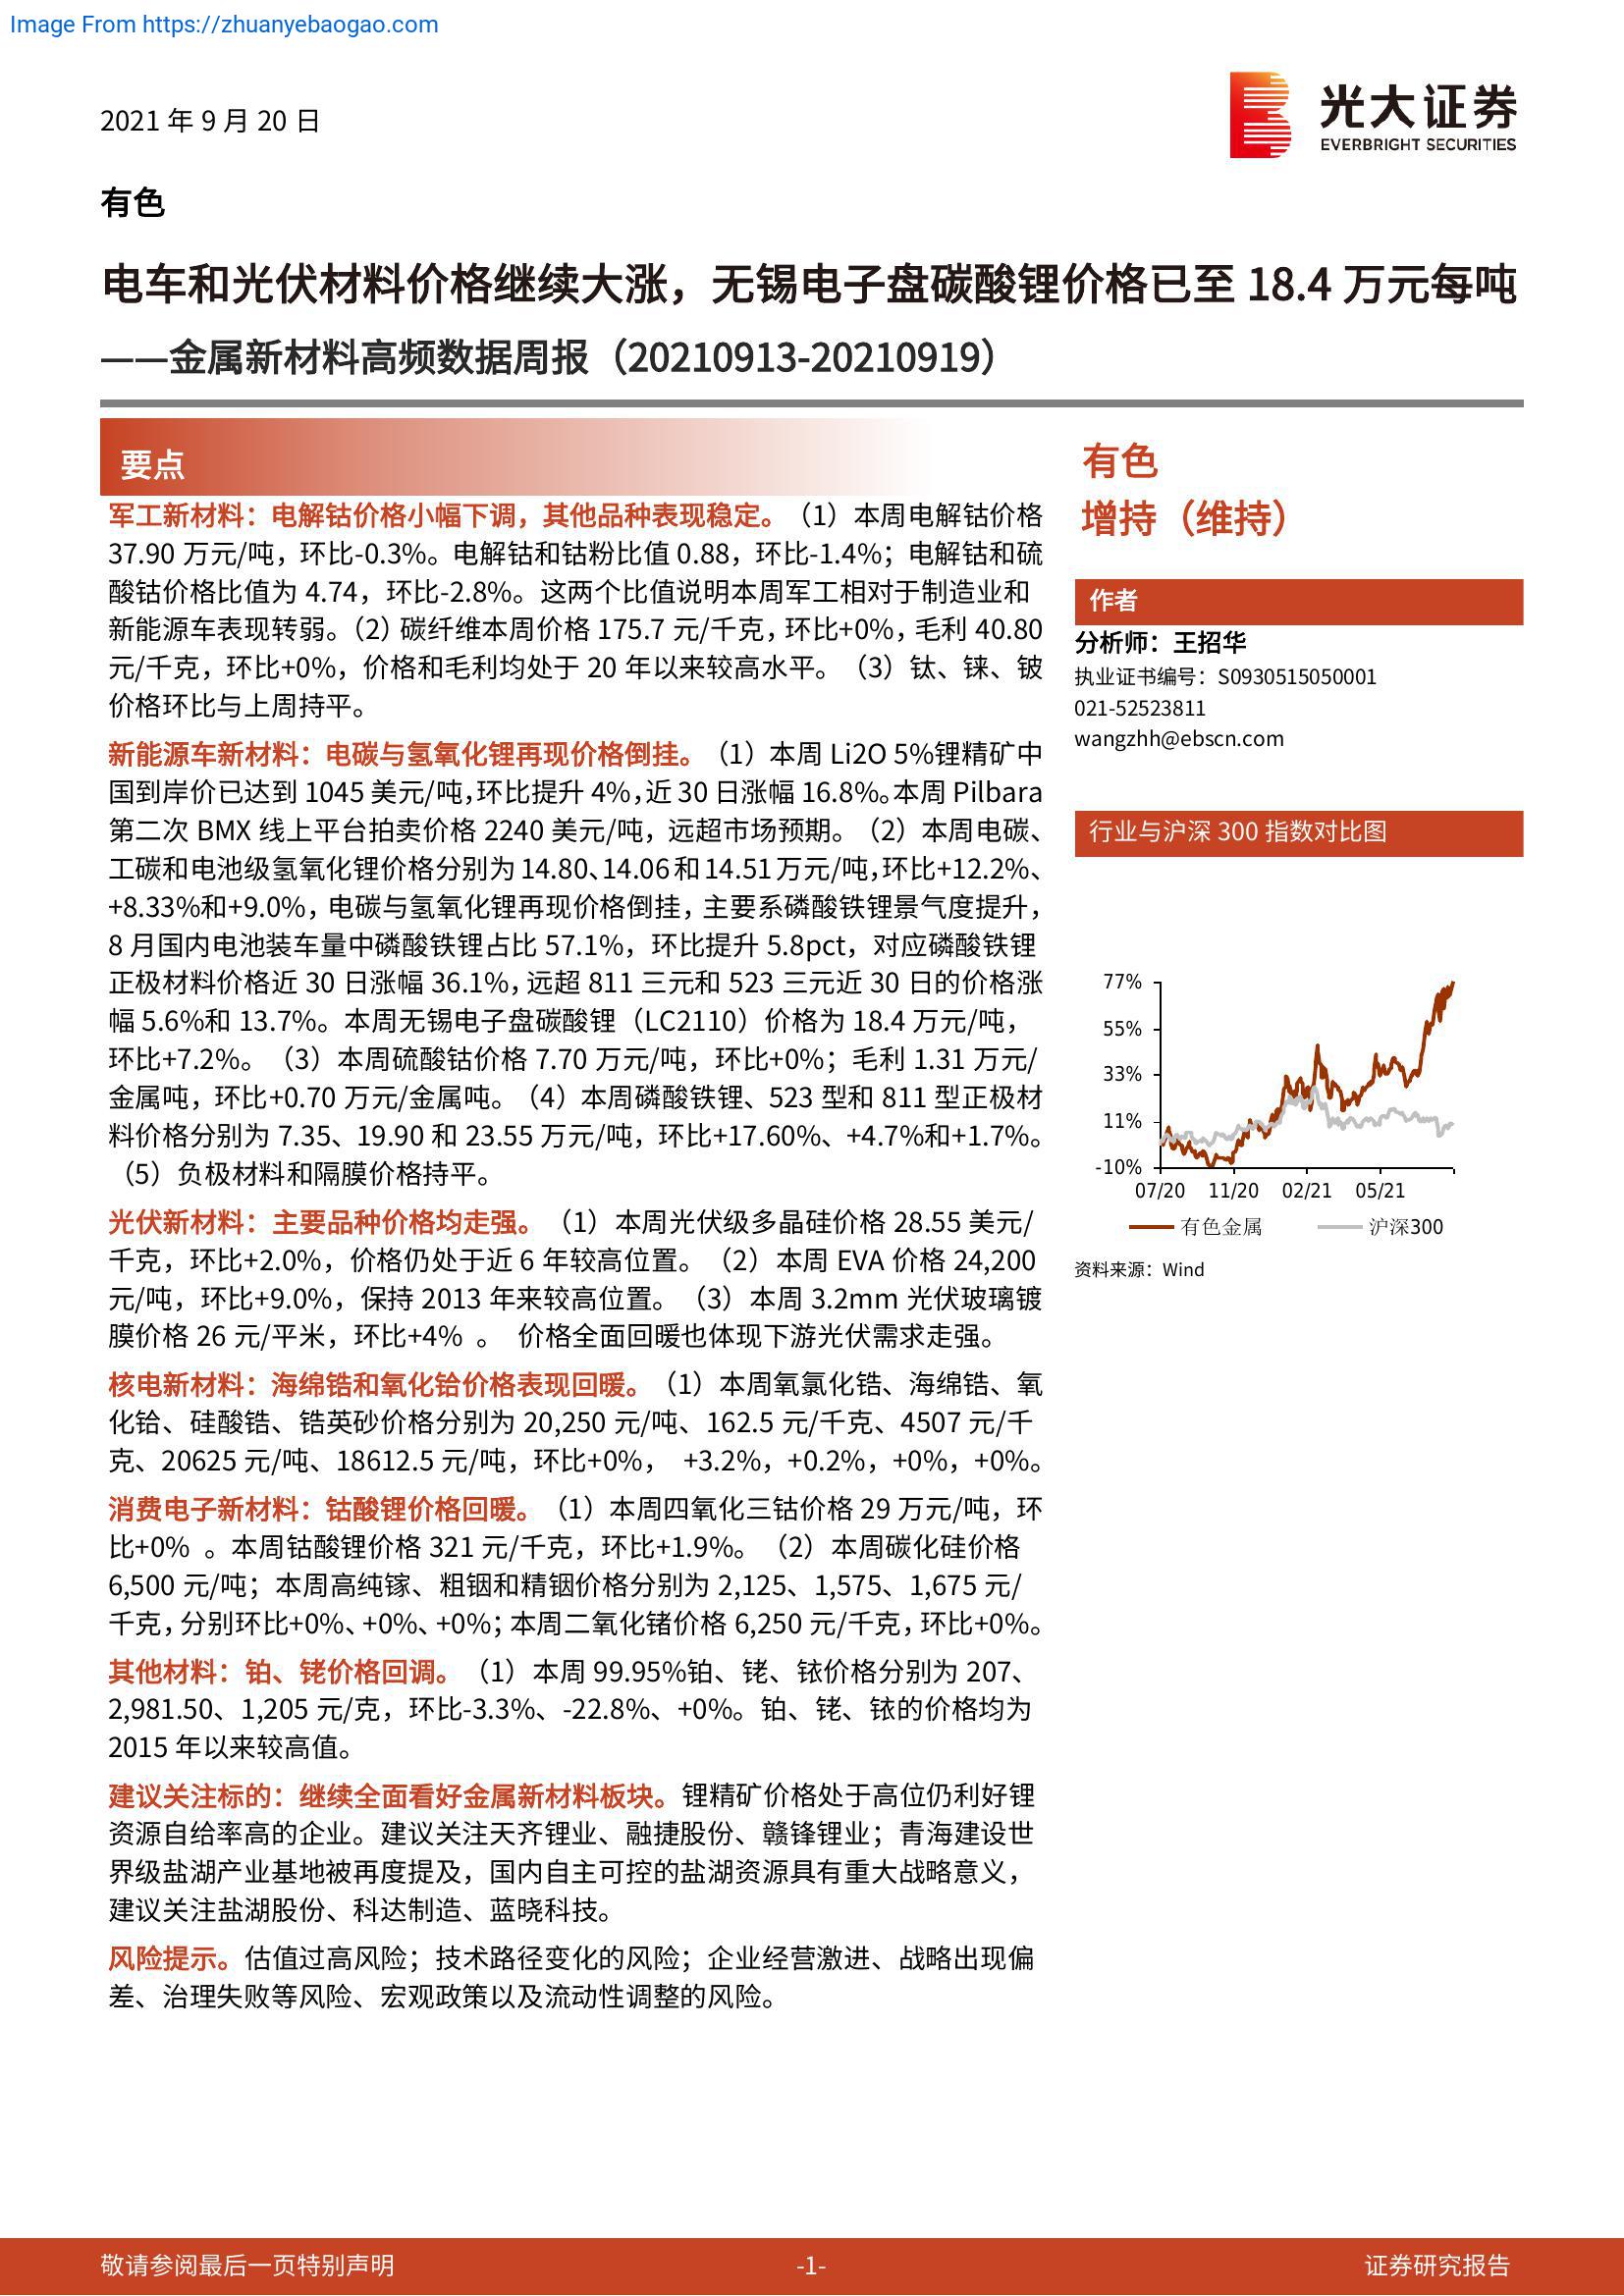 Image From https://zhuanyebaogao.com
2021 年 9 月 20 日
光大证券
EVERBRIGHT SECURITIES
有色
电车和光伏材料价格继续大涨，无锡电子盘碳酸锂价格已至 18.4 万元每吨
——金属新材料高频数据周报（20210913-20210919）
要点
军工新材料：电解钴价格小幅下调，其他品种表现稳定。（1）本周电解钴价格
37.90 万元/吨，环比-0.3%。电解钴和钴粉比值 0.88，环比-1.4%；电解钴和硫
酸钴价格比值为 4.74，环比-2.8%。这两个比值说明本周军工相对于制造业和
新能源车表现转弱。（2）碳纤维本周价格 175.7 元/千克，环比+0%，毛利 40.80
元/千克，环比+0%，价格和毛利均处于 20 年以来较高水平。（3）钛、铼、铍
价格环比与上周持平。
新能源车新材料：电碳与氢氧化锂再现价格倒挂。（1）本周 Li2O 5%锂精矿中
国到岸价已达到 1045 美元/吨，环比提升 4%，近 30 日涨幅 16.8%。本周 Pilbara
第二次 BMX 线上平台拍卖价格 2240 美元/吨，远超市场预期。（2）本周电碳、
工碳和电池级氢氧化锂价格分别为 14.80、14.06 和 14.51 万元/吨，环比+12.2%、
+8.33%和+9.0%，电碳与氢氧化锂再现价格倒挂，主要系磷酸铁锂景气度提升，
8 月国内电池装车量中磷酸铁锂占比 57.1%，环比提升 5.8pct，对应磷酸铁锂
正极材料价格近 30 日涨幅 36.1%，远超 811 三元和 523 三元近 30 日的价格涨
幅 5.6%和 13.7%。本周无锡电子盘碳酸锂（LC2110）价格为 18.4 万元/吨，
环比+7.2%。（3）本周硫酸钴价格 7.70 万元/吨，环比+0%；毛利 1.31 万元/
金属吨，环比+0.70 万元/金属吨。（4）本周磷酸铁锂、523 型和 811 型正极材
料价格分别为 7.35、19.90 和 23.55 万元/吨，环比+17.60%、+4.7%和+1.7%。
（5）负极材料和隔膜价格持平。
光伏新材料：主要品种价格均走强。（1）本周光伏级多晶硅价格 28.55 美元/
千克，环比+2.0%，价格仍处于近 6 年较高位置。（2）本周 EVA 价格 24,200
元/吨，环比+9.0%，保持 2013 年来较高位置。（3）本周 3.2mm 光伏玻璃镀
膜价格 26 元/平米，环比+4% 。 价格全面回暖也体现下游光伏需求走强。
核电新材料：海绵锆和氧化铪价格表现回暖。（1）本周氧氯化锆、海绵锆、氧
化铪、硅酸锆、锆英砂价格分别为 20,250 元/吨、162.5 元/千克、4507 元/千
克、20625 元/吨、18612.5 元/吨，环比+0%， +3.2%，+0.2%，+0%，+0%。
消费电子新材料：钴酸锂价格回暖。（1）本周四氧化三钴价格 29 万元/吨，环
比+0% 。本周钴酸锂价格 321 元/千克，环比+1.9%。（2）本周碳化硅价格
6,500 元/吨；本周高纯镓、粗铟和精铟价格分别为 2,125、1,575、1,675 元/
千克，分别环比+0%、+0%、+0%；本周二氧化锗价格 6,250 元/千克，环比+0%。
其他材料：铂、铑价格回调。（1）本周 99.95%铂、铑、铱价格分别为 207、
2,981.50、1,205 元/克，环比-3.3%、-22.8%、+0%。铂、铑、铱的价格均为
2015 年以来较高值。
建议关注标的：继续全面看好金属新材料板块。锂精矿价格处于高位仍利好锂
资源自给率高的企业。建议关注天齐锂业、融捷股份、赣锋锂业；青海建设世
界级盐湖产业基地被再度提及，国内自主可控的盐湖资源具有重大战略意义，
建议关注盐湖股份、科达制造、蓝晓科技。
风险提示。估值过高风险；技术路径变化的风险；企业经营激进、战略出现偏
差、治理失败等风险、宏观政策以及流动性调整的风险。
有色
增持（维持）
作者
分析师：王招华
执业证书编号：S0930515050001
021-52523811
wangzhh@ebscn.com
行业与沪深 300 指数对比图
77%
55%
33%
11%
-10%
07/20 11/20 02/21 05/21
有色金属 沪深300
资料来源：Wind
敬请参阅最后一页特别声明 -1- 证券研究报告